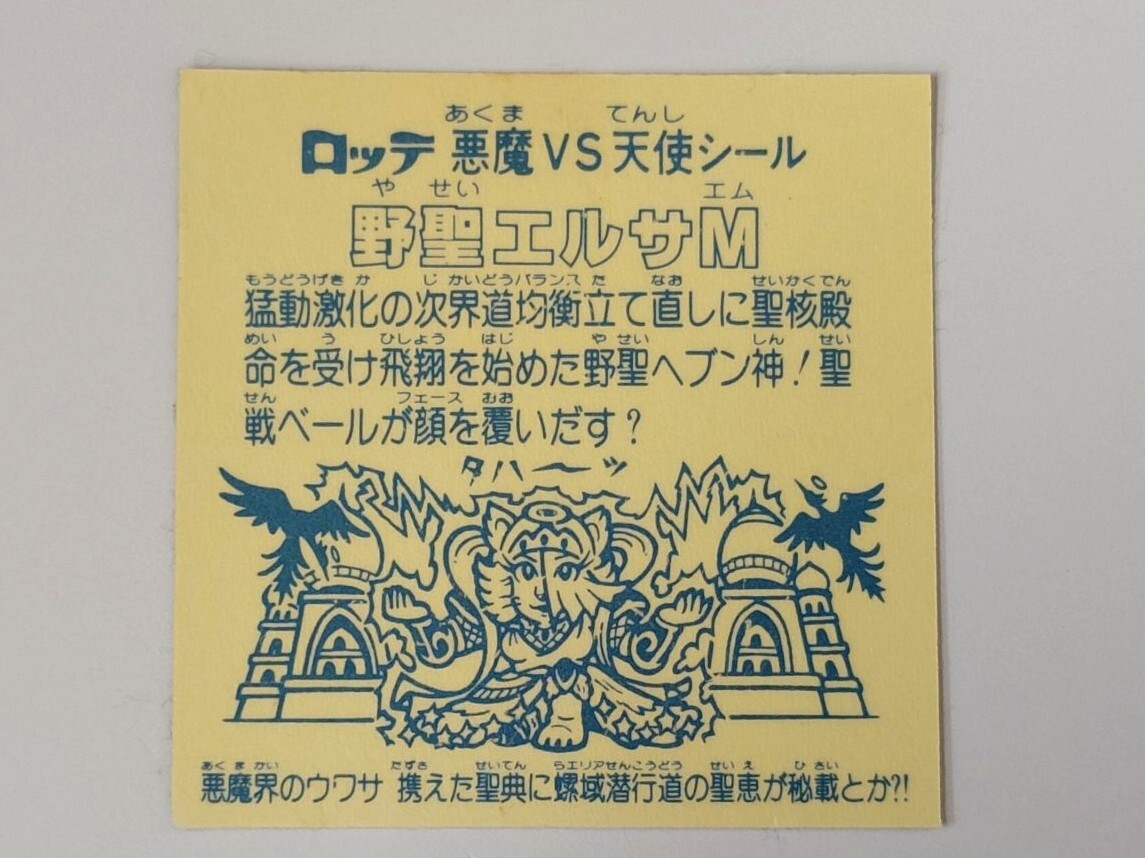 あくま てんし
ロッテ 悪魔VS天使シール
や せい エム
野聖エルサM
もうどうげき か じ かいどうバランス た なお せいかくでん
猛動激化の次界道均衡立て直しに聖核殿
めい う ひしょう はじ や せい しん せい
命を受け飛翔を始めた野聖ヘブン神!聖
せん フェース おお
戦ベールが顔を覆いだす?
タハーッ
あく ま かい たずさ せいてん らエリアせんこうどう せい え ひ さい
悪魔界のウワサ 携えた聖典に螺域潜行道の聖恵が秘載とか?!